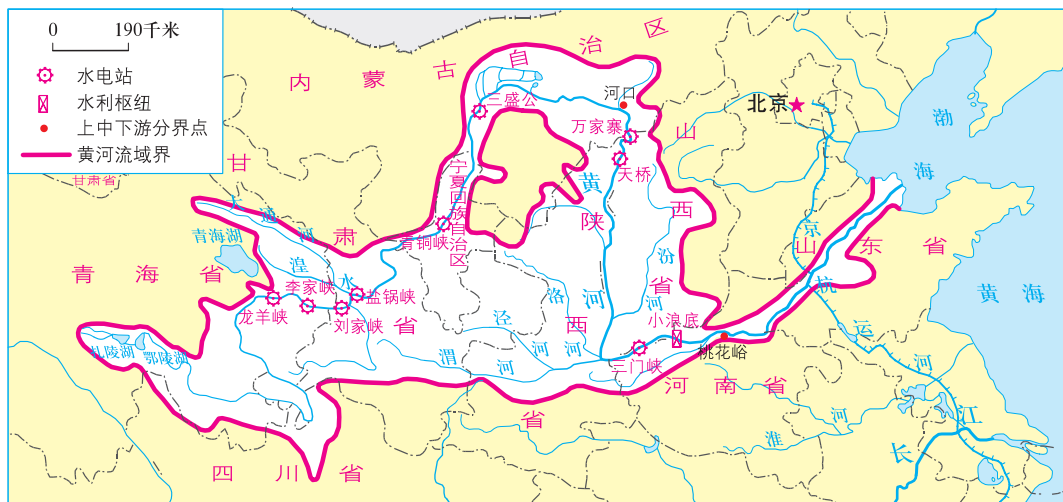 0 190千米
水电站
水利枢纽
上中下游分界点
黄河流域界
甘肃省
内蒙古自治区
河口
北京
三盛公
万家寨
天桥
渤海
甘肃省
宁夏回族自治区
黄河
陕西省
山西省
汾河
大通河
青海湖
湟水
青铜峡
山东省
京杭运河
青海省
李家峡
盐锅峡
龙羊峡
刘家峡
洛河
泾河
渭河
小浪底
三门峡
桃花峪
黄海
扎陵湖
鄂陵湖
河南省
淮河
长江
四川省